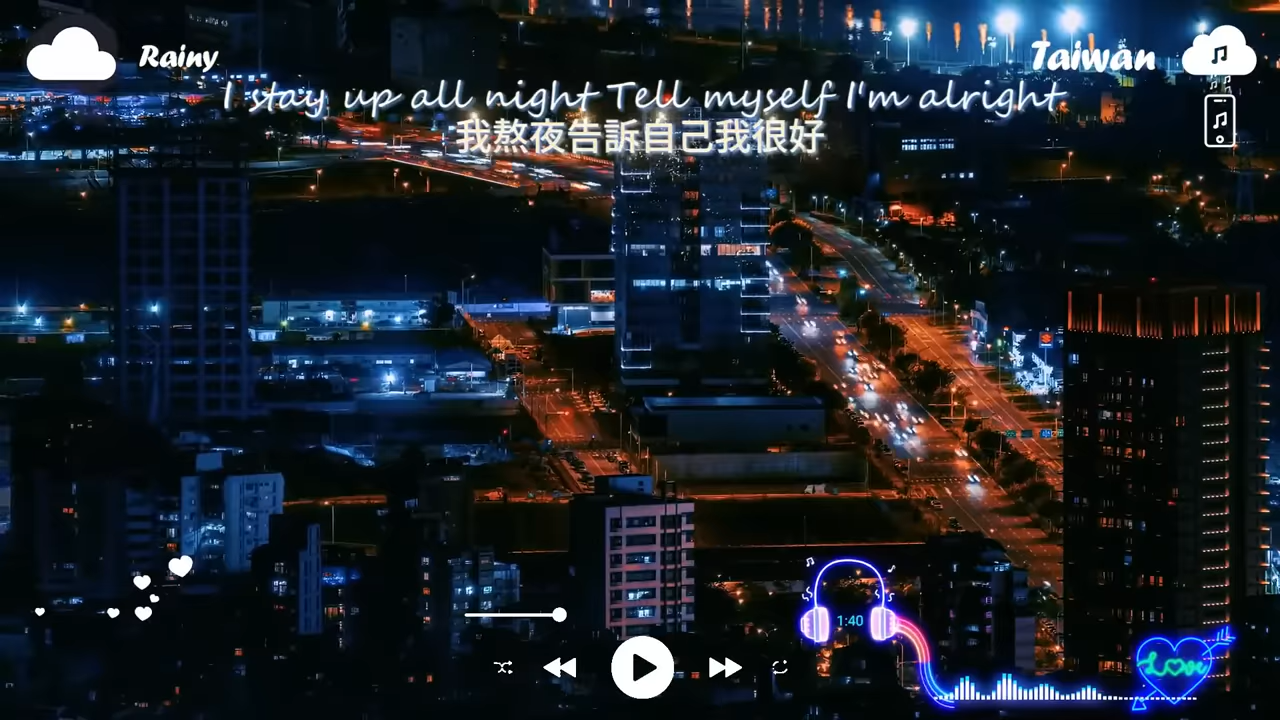 Rainy
Taiwan
I stay up all night Tell myself I'm alright
我熬夜告訴自己我很好
1:40
Love